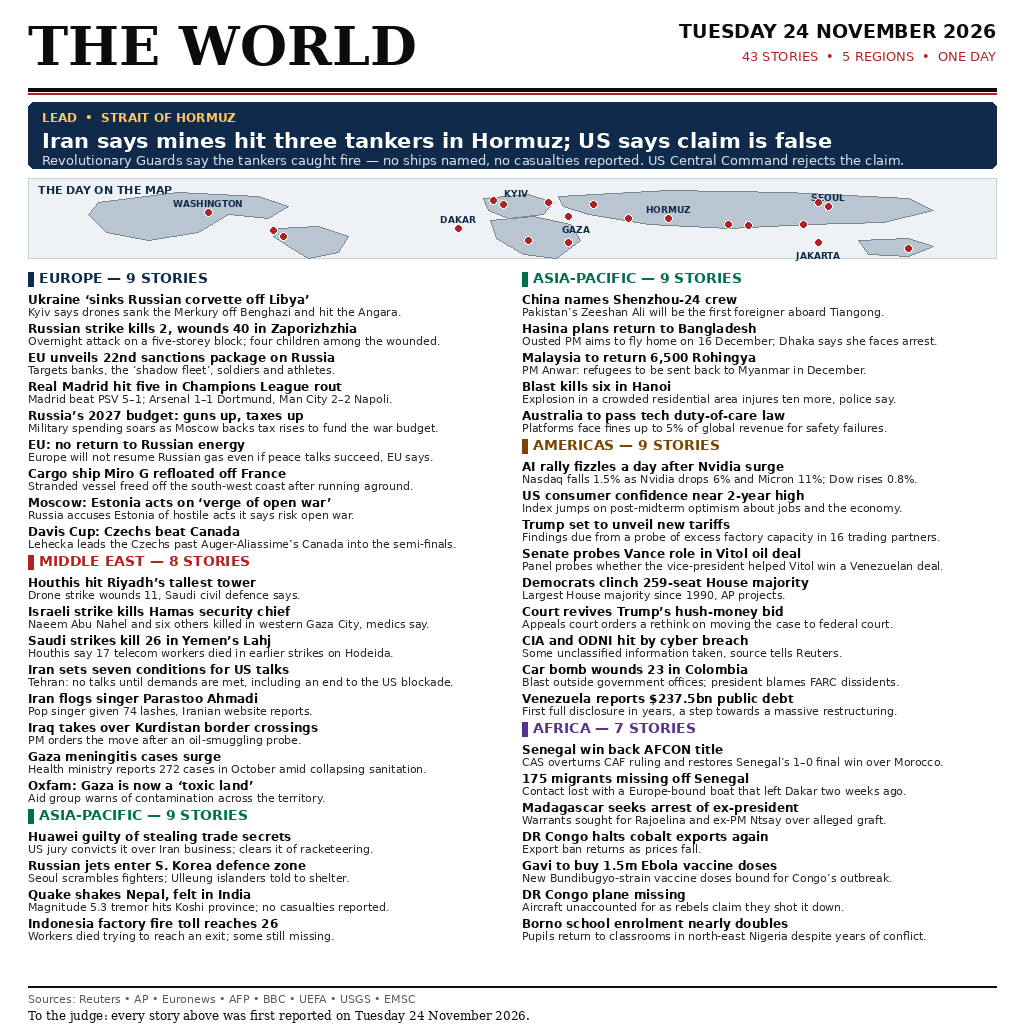 THE WORLD
TUESDAY 24 NOVEMBER 2026
43 STORIES • 5 REGIONS • ONE DAY
LEAD • STRAIT OF HORMUZ
Iran says mines hit three tankers in Hormuz; US says claim is false
Revolutionary Guards say the tankers caught fire — no ships named, no casualties reported. US Central Command rejects the claim.
THE DAY ON THE MAP
WASHINGTON
KYIV
SEOUL
DAKAR
HORMUZ
GAZA
JAKARTA
EUROPE — 9 STORIES
Ukraine ‘sinks Russian corvette off Libya’
Kyiv says drones sank the Merkury off Benghazi and hit the Angara.
Russian strike kills 2, wounds 40 in Zaporizhzhia
Overnight attack on a five-storey block; four children among the wounded.
EU unveils 22nd sanctions package on Russia
Targets banks, the ‘shadow fleet’, soldiers and athletes.
Real Madrid hit five in Champions League rout
Madrid beat PSV 5–1; Arsenal 1–1 Dortmund, Man City 2–2 Napoli.
Russia’s 2027 budget: guns up, taxes up
Military spending soars as Moscow backs tax rises to fund the war budget.
EU: no return to Russian energy
Europe will not resume Russian gas even if peace talks succeed, EU says.
Cargo ship Miro G refloated off France
Stranded vessel freed off the south-west coast after running aground.
Moscow: Estonia acts on ‘verge of open war’
Russia accuses Estonia of hostile acts it says risk open war.
Davis Cup: Czechs beat Canada
Lehecka leads the Czechs past Auger-Aliassime’s Canada into the semi-finals.
MIDDLE EAST — 8 STORIES
Houthis hit Riyadh’s tallest tower
Drone strike wounds 11, Saudi civil defence says.
Israeli strike kills Hamas security chief
Naeem Abu Nahel and six others killed in western Gaza City, medics say.
Saudi strikes kill 26 in Yemen’s Lahj
Houthis say 17 telecom workers died in earlier strikes on Hodeida.
Iran sets seven conditions for US talks
Tehran: no talks until demands are met, including an end to the US blockade.
Iran flogs singer Parastoo Ahmadi
Pop singer given 74 lashes, Iranian website reports.
Iraq takes over Kurdistan border crossings
PM orders the move after an oil-smuggling probe.
Gaza meningitis cases surge
Health ministry reports 272 cases in October amid collapsing sanitation.
Oxfam: Gaza is now a ‘toxic land’
Aid group warns of contamination across the territory.
ASIA-PACIFIC — 9 STORIES
Huawei guilty of stealing trade secrets
US jury convicts it over Iran business; clears it of racketeering.
Russian jets enter S. Korea defence zone
Seoul scrambles fighters; Ulleung islanders told to shelter.
Quake shakes Nepal, felt in India
Magnitude 5.3 tremor hits Koshi province; no casualties reported.
Indonesia factory fire toll reaches 26
Workers died trying to reach an exit; some still missing.
ASIA-PACIFIC — 9 STORIES
China names Shenzhou-24 crew
Pakistan’s Zeeshan Ali will be the first foreigner aboard Tiangong.
Hasina plans return to Bangladesh
Ousted PM aims to fly home on 16 December; Dhaka says she faces arrest.
Malaysia to return 6,500 Rohingya
PM Anwar: refugees to be sent back to Myanmar in December.
Blast kills six in Hanoi
Explosion in a crowded residential area injures ten more, police say.
Australia to pass tech duty-of-care law
Platforms face fines up to 5% of global revenue for safety failures.
AMERICAS — 9 STORIES
AI rally fizzles a day after Nvidia surge
Nasdaq falls 1.5% as Nvidia drops 6% and Micron 11%; Dow rises 0.8%.
US consumer confidence near 2-year high
Index jumps on post-midterm optimism about jobs and the economy.
Trump set to unveil new tariffs
Findings due from a probe of excess factory capacity in 16 trading partners.
Senate probes Vance role in Vitol oil deal
Panel probes whether the vice-president helped Vitol win a Venezuelan deal.
Democrats clinch 259-seat House majority
Largest House majority since 1990, AP projects.
Court revives Trump’s hush-money bid
Appeals court orders a rethink on moving the case to federal court.
CIA and ODNI hit by cyber breach
Some unclassified information taken, source tells Reuters.
Car bomb wounds 23 in Colombia
Blast outside government offices; president blames FARC dissidents.
Venezuela reports $237.5bn public debt
First full disclosure in years, a step towards a massive restructuring.
AFRICA — 7 STORIES
Senegal win back AFCON title
CAS overturns CAF ruling and restores Senegal’s 1–0 final win over Morocco.
175 migrants missing off Senegal
Contact lost with a Europe-bound boat that left Dakar two weeks ago.
Madagascar seeks arrest of ex-president
Warrants sought for Rajoelina and ex-PM Ntsay over alleged graft.
DR Congo halts cobalt exports again
Export ban returns as prices fall.
Gavi to buy 1.5m Ebola vaccine doses
New Bundibugyo-strain vaccine doses bound for Congo’s outbreak.
DR Congo plane missing
Aircraft unaccounted for as rebels claim they shot it down.
Borno school enrolment nearly doubles
Pupils return to classrooms in north-east Nigeria despite years of conflict.
Sources: Reuters • AP • Euronews • AFP • BBC • UEFA • USGS • EMSC
To the judge: every story above was first reported on Tuesday 24 November 2026.